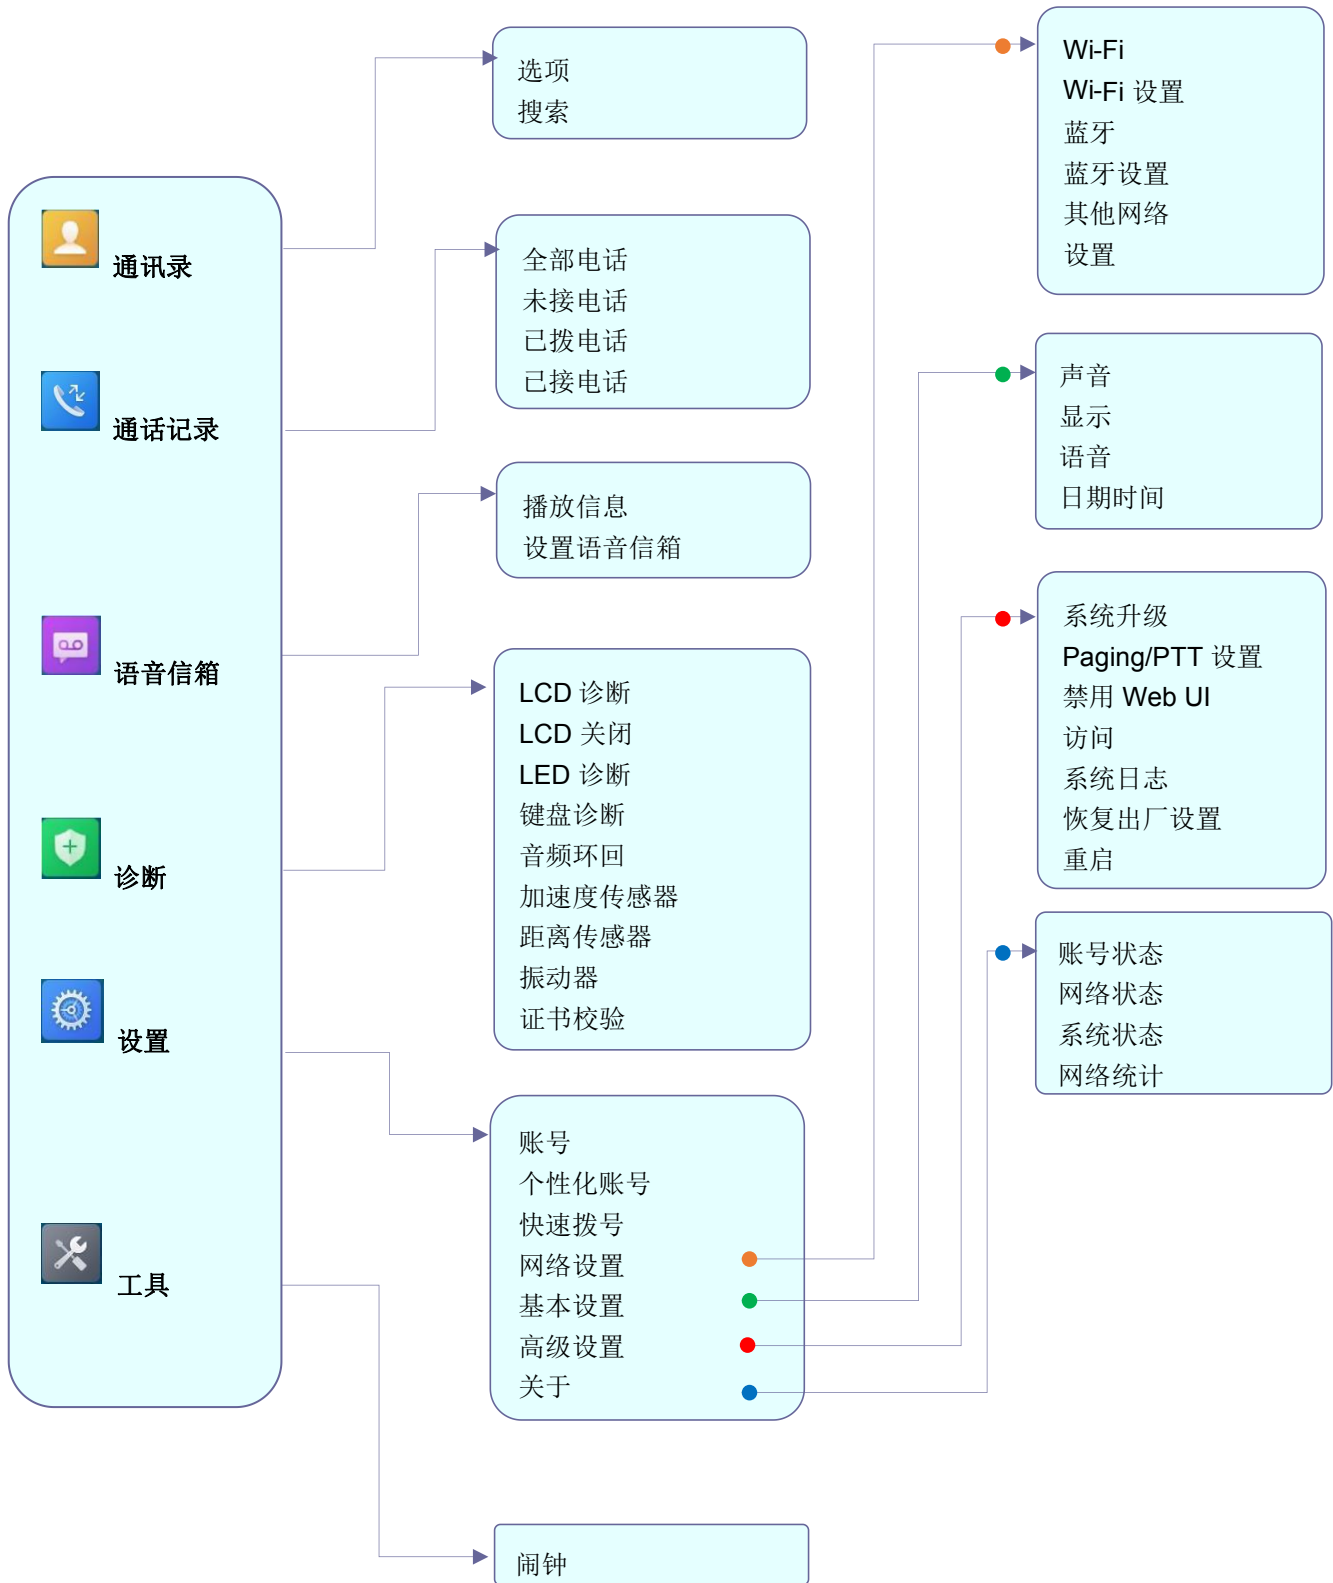 通讯录
通话记录
语音信箱
诊断
设置
工具
选项
搜索
全部电话
未接电话
已拨电话
已接电话
播放信息
设置语音信箱
LCD 诊断
LCD 关闭
LED 诊断
键盘诊断
音频环回
加速度传感器
距离传感器
振动器
证书校验
账号
个性化账号
快速拨号
网络设置
基本设置
高级设置
关于
闹钟
Wi-Fi
Wi-Fi 设置
蓝牙
蓝牙设置
其他网络
设置
声音
显示
语音
日期时间
系统升级
Paging/PTT 设置
禁用 Web UI
访问
系统日志
恢复出厂设置
重启
账号状态
网络状态
系统状态
网络统计